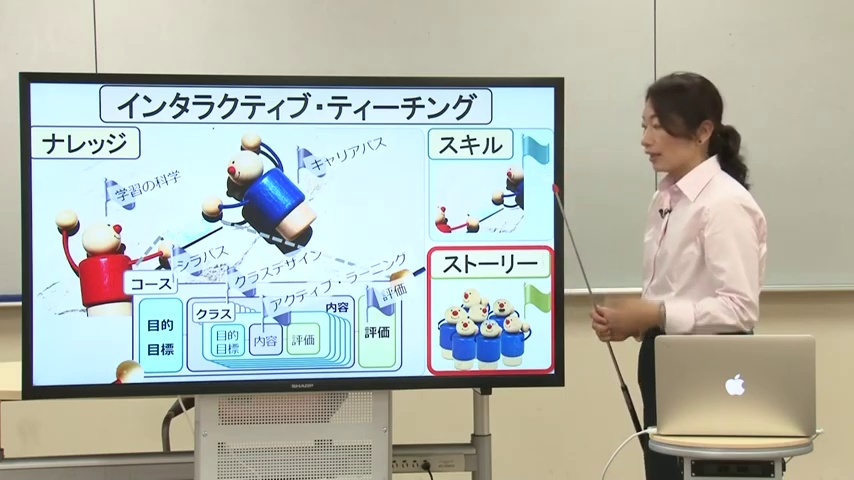 インタラクティブ・ティーチング
ナレッジ
スキル
キャリアパス
学習の科学
シラバス
クラスデザイン
アクティブ・ラーニング
評価
ストーリー
コース
目的
目標
クラス
内容
目的
目標
内容
評価
評価
SHARP